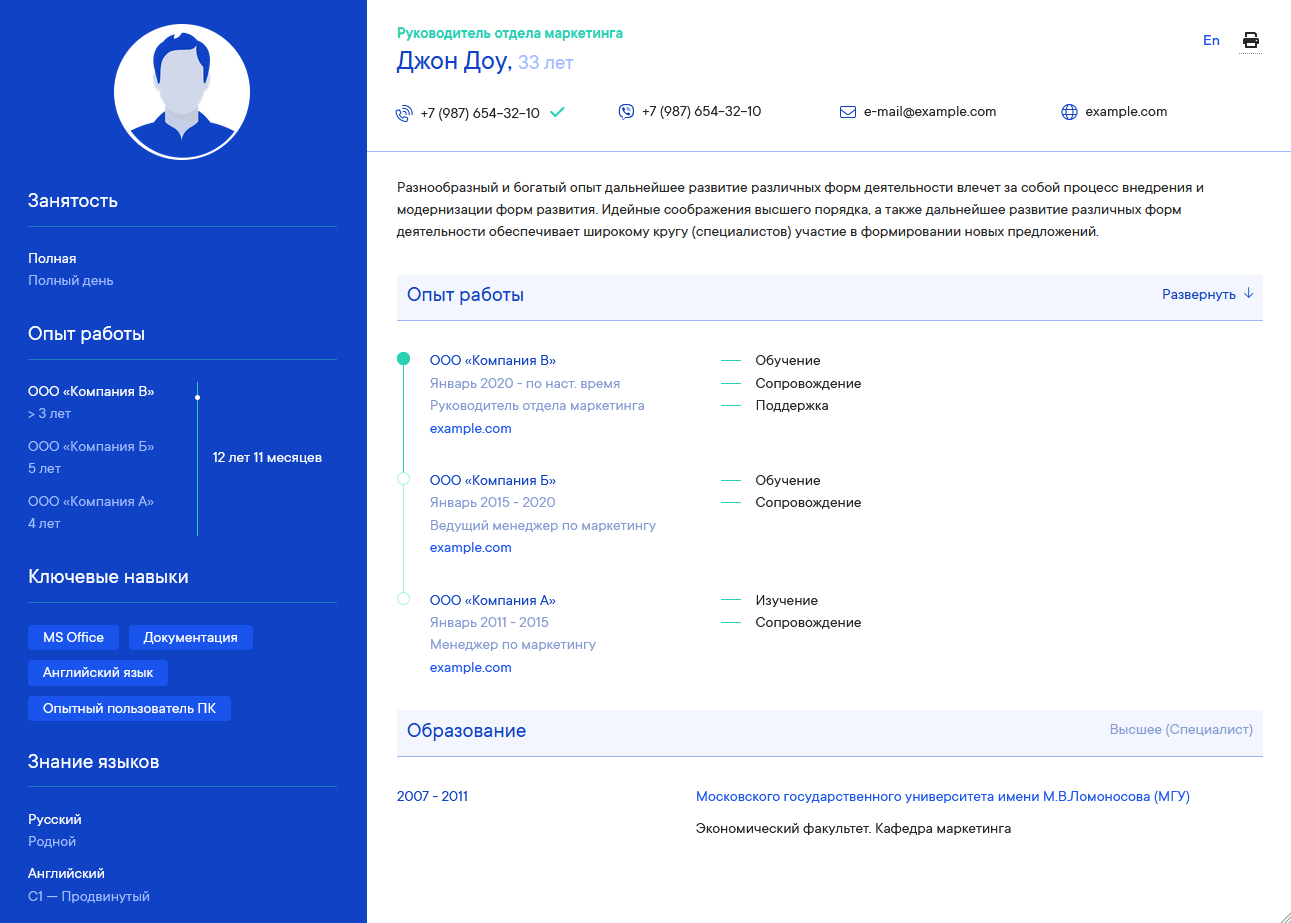 Занятость
Полная
Полный день
Опыт работы
ООО «Компания В»
> 3 лет
ООО «Компания Б»
5 лет
ООО «Компания А»
4 лет
12 лет 11 месяцев
Ключевые навыки
MS Office
Документация
Английский язык
Опытный пользователь ПК
Знание языков
Русский
Родной
Английский
C1 — Продвинутый
Руководитель отдела маркетинга
Джон Доу, 33 лет
En
+7 (987) 654-32-10
+7 (987) 654-32-10
e-mail@example.com
example.com
Разнообразный и богатый опыт дальнейшее развитие различных форм деятельности влечет за собой процесс внедрения и
модернизации форм развития. Идейные соображения высшего порядка, а также дальнейшее развитие различных форм
деятельности обеспечивает широкому кругу (специалистов) участие в формировании новых предложений.
Опыт работы
Развернуть ↓
ООО «Компания В»
Январь 2020 - по наст. время
Руководитель отдела маркетинга
example.com
Обучение
Сопровождение
Поддержка
ООО «Компания Б»
Январь 2015 - 2020
Ведущий менеджер по маркетингу
example.com
Обучение
Сопровождение
ООО «Компания А»
Январь 2011 - 2015
Менеджер по маркетингу
example.com
Изучение
Сопровождение
Образование
Высшее (Специалист)
2007 - 2011
Московского государственного университета имени М.В.Ломоносова (МГУ)
Экономический факультет. Кафедра маркетинга